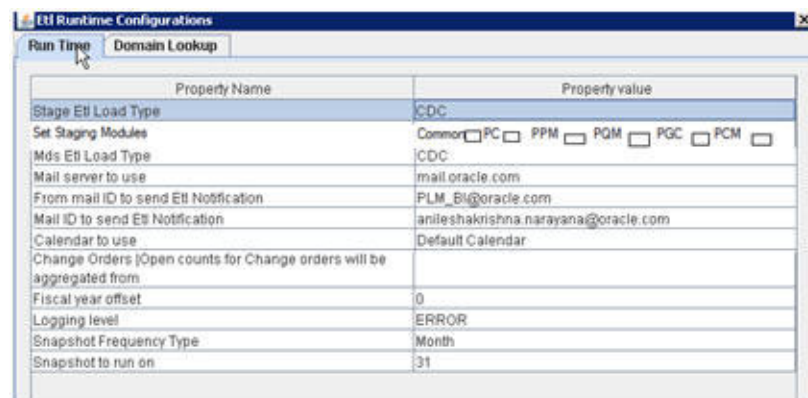 Etl Runtime Configurations
Run Time Domain Lookup
Property Name Property value
Stage Etl Load Type CDC
Set Staging Modules Common PC PPM PQM PGC PCM
Mds Etl Load Type CDC
Mail server to use mail.oracle.com
From mail ID to send Etl Notification PLM_BI@oracle.com
Mail ID to send Etl Notification anileshakrishna.narayana@oracle.com
Calendar to use Default Calendar
Change Orders |Open counts for Change orders will be
aggregated from
Fiscal year offset 0
Logging level ERROR
Snapshot Frequency Type Month
Snapshot to run on 31